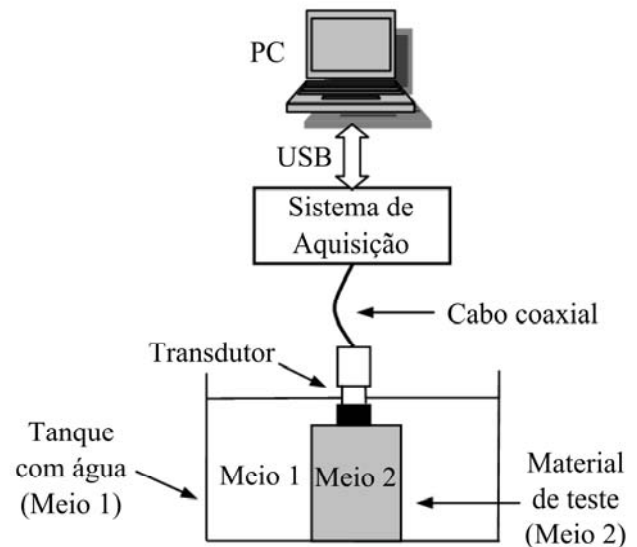 PC
USB
Sistema de
Aquisição
Cabo coaxial
Transdutor
Tanque
com água
(Meio 1)
Meio 1
Meio 2
Material
de teste
(Meio 2)